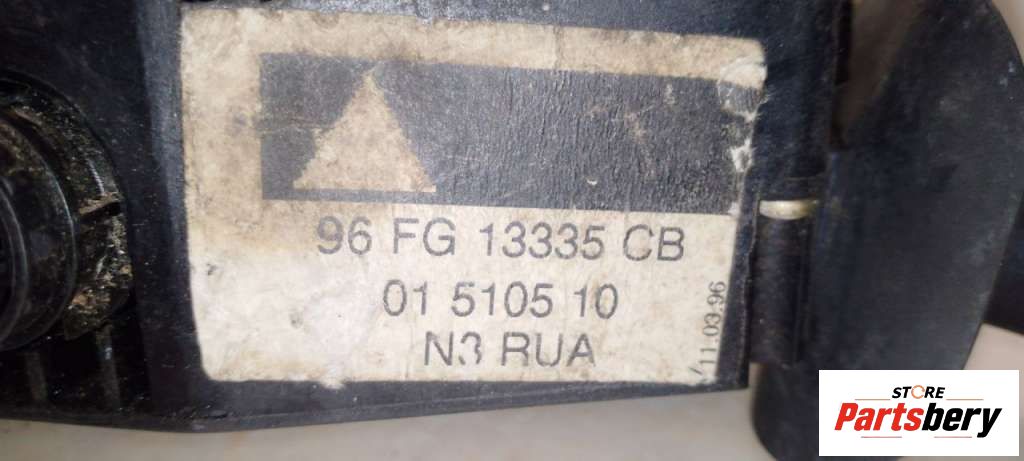 96 FG 13335 CB
01 5105 10
N3 RUA
11.03.96
STORE
Partsbery